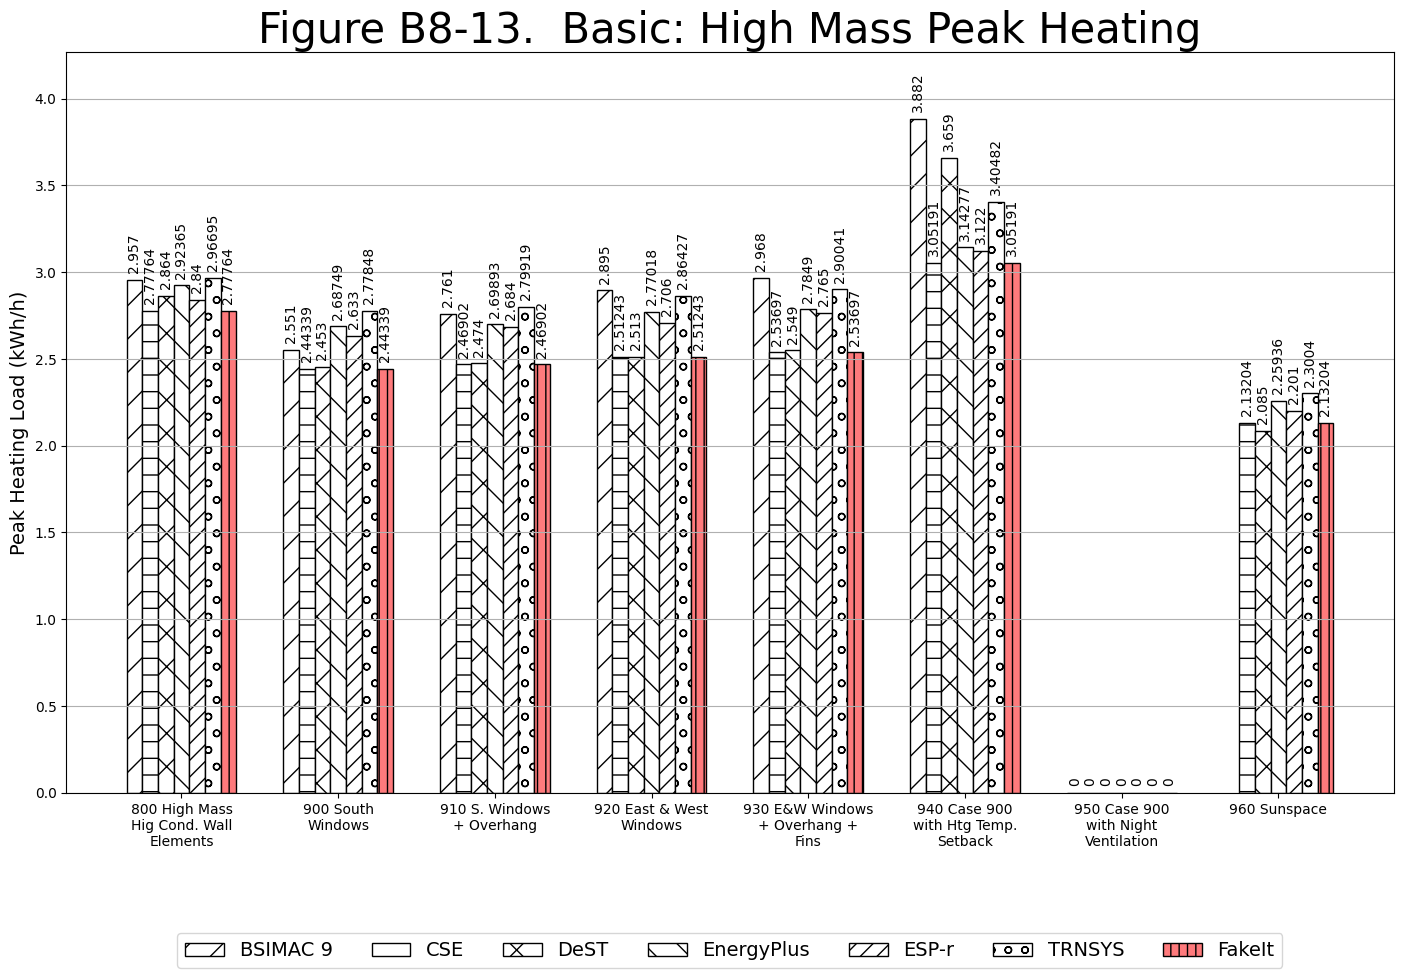 Figure B8-13.  Basic: High Mass Peak Heating
Peak Heating Load (kWh/h)
4.0
3.5
3.0
2.5
2.0
1.5
1.0
0.5
0.0
2.957
2.77764
2.864
2.92365
2.84
2.96695
2.77764
2.551
2.44339
2.453
2.68749
2.633
2.77848
2.44339
2.761
2.46902
2.474
2.69893
2.684
2.79919
2.46902
2.895
2.51243
2.513
2.77018
2.706
2.86427
2.51243
2.968
2.53697
2.549
2.7849
2.765
2.90041
2.53697
3.882
3.05191
3.659
3.14277
3.122
3.40482
3.05191
0
0
0
0
0
0
0
2.13204
2.085
2.25936
2.201
2.3004
2.13204
800 High Mass
Hig Cond. Wall
Elements
900 South
Windows
910 S. Windows
+ Overhang
920 East & West
Windows
930 E&W Windows
+ Overhang +
Fins
940 Case 900
with Htg Temp.
Setback
950 Case 900
with Night
Ventilation
960 Sunspace
BSIMAC 9
CSE
DeST
EnergyPlus
ESP-r
TRNSYS
FakeIt